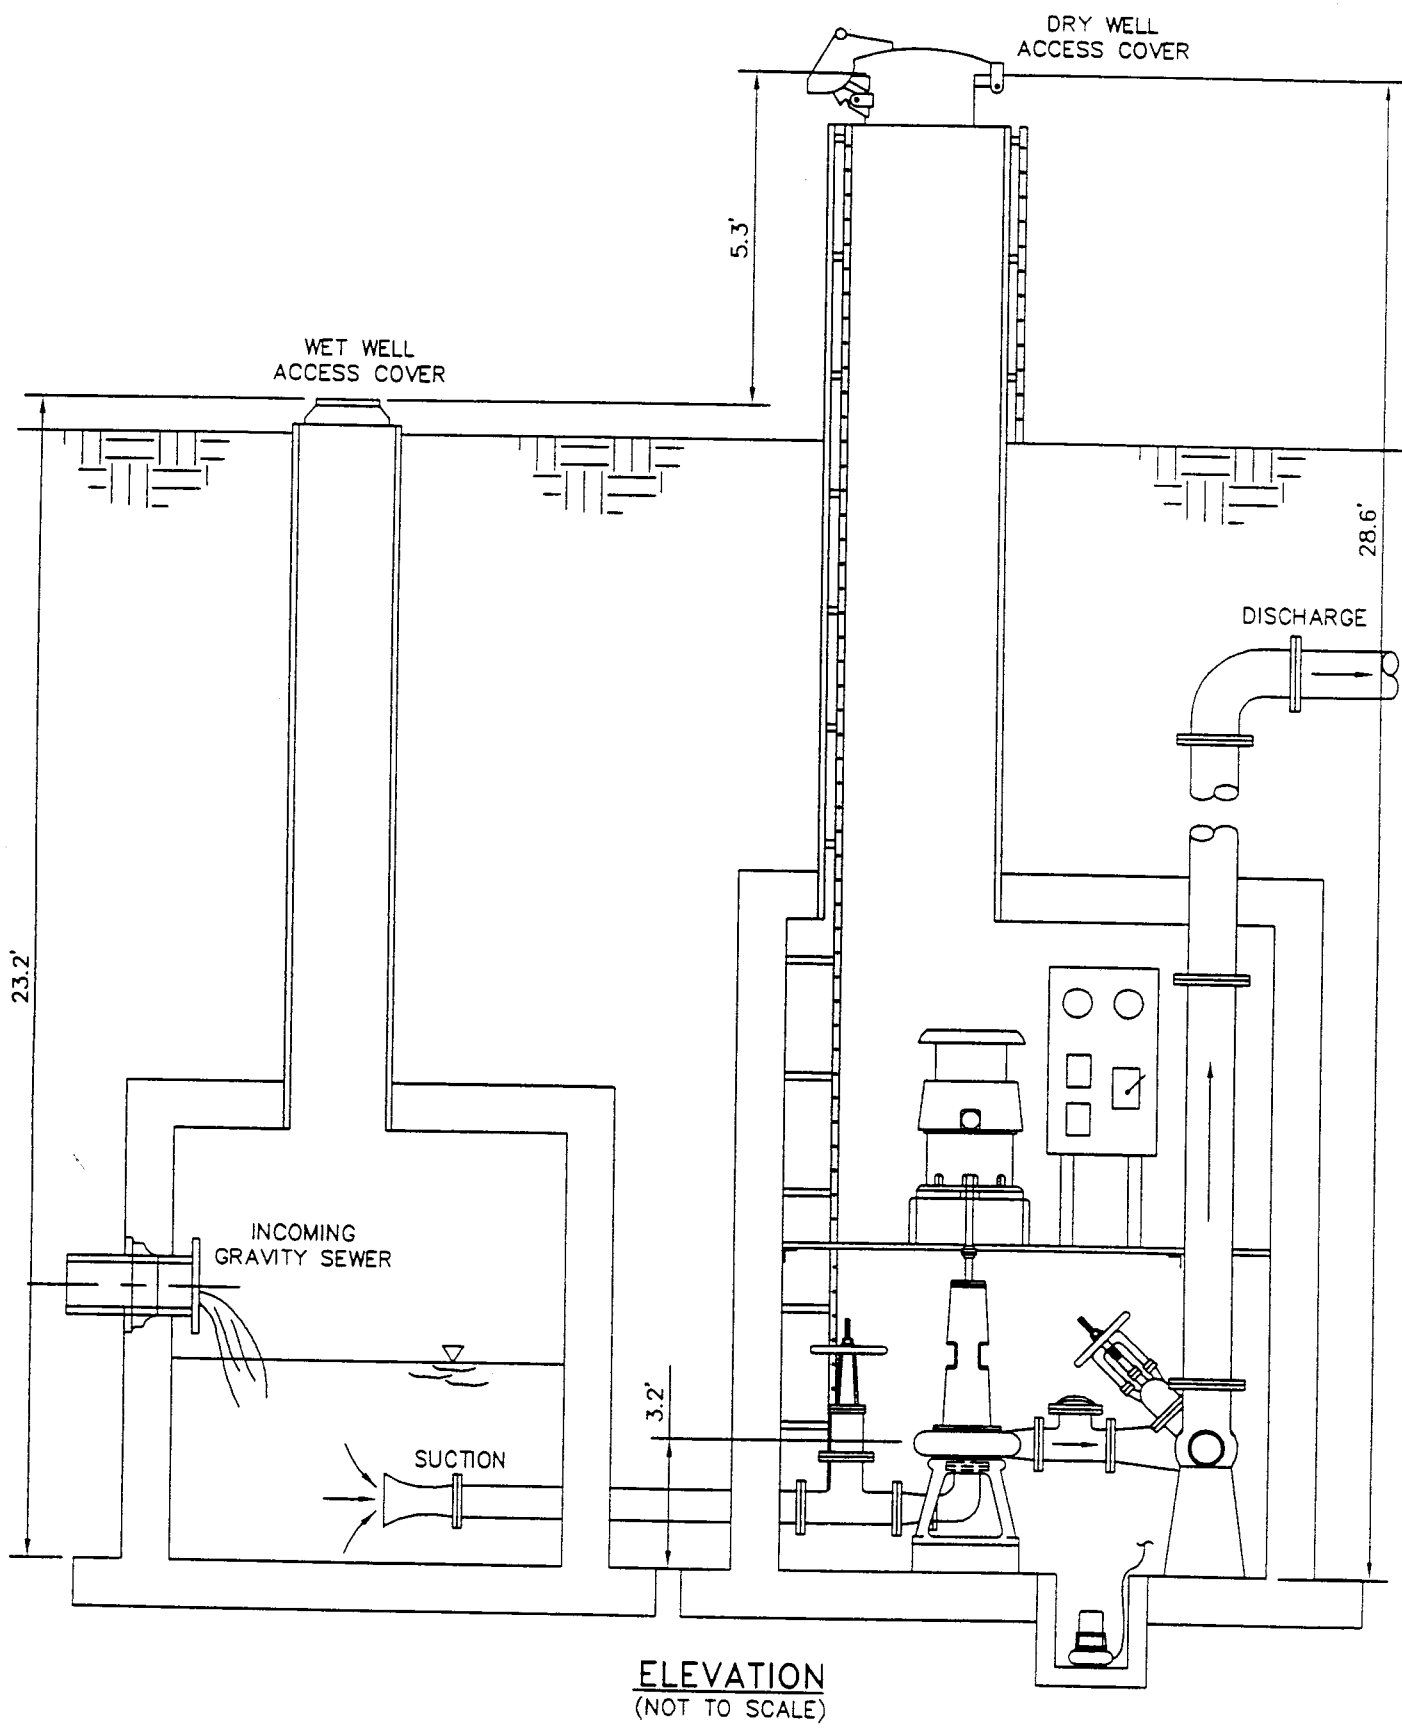 DRY WELL
ACCESS COVER
5.3'
WET WELL
ACCESS COVER
28.6'
DISCHARGE
23.2'
INCOMING
GRAVITY SEWER
3.2'
SUCTION
ELEVATION
(NOT TO SCALE)